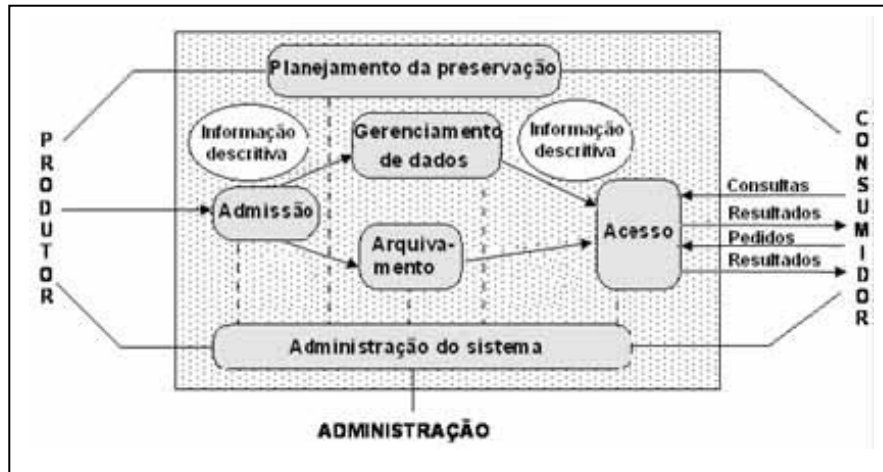 Planejamento da preservação
PRODUTOR
CONSUMIDOR
Informação
descritiva
Gerenciamento
de dados
Informação
descritiva
Admissão
Arquiva-
mento
Acesso
Consultas
Resultados
Pedidos
Resultados
Administração do sistema
ADMINISTRAÇÃO